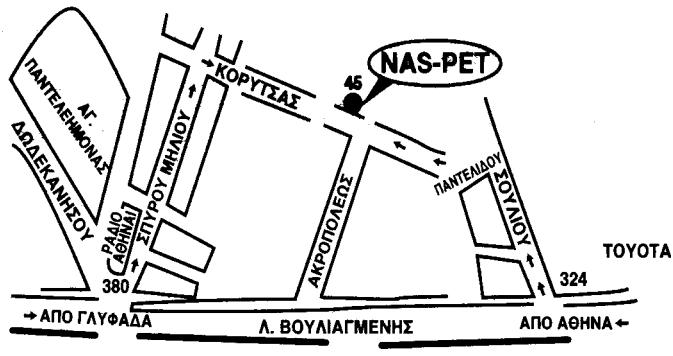 NAS-PET
45
ΚΟΡΥΤΣΑΣ
ΑΓ.
ΠΑΝΤΕΛΕΗΜΟΝΑΣ
ΔΩΔΕΚΑΝΗΣΟΥ
ΣΠΥΡΟΥ ΜΗΛΙΟΥ
ΡΑΔΙΟ
ΑΘΗΝΑΙ
ΑΚΡΟΠΟΛΕΩΣ
ΠΑΝΤΕΛΙΔΟΥ
ΣΟΥΛΙΟΥ
TOYOTA
380
324
→ΑΠΟ ΓΛΥΦΑΔΑ
Λ. ΒΟΥΛΙΑΓΜΕΝΗΣ
ΑΠΟ ΑΘΗΝΑ←